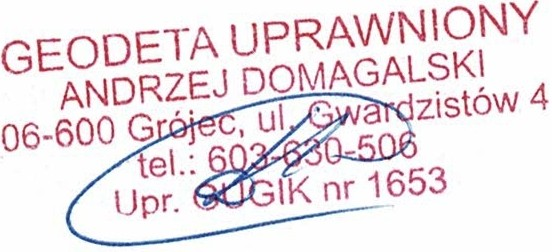 GEODETA UPRAWNIONY
ANDRZEJ DOMAGALSKI
06-600 Grójec, ul. Gwardzistów 4
tel.: 603-630-506
Upr. GUGIK nr 1653